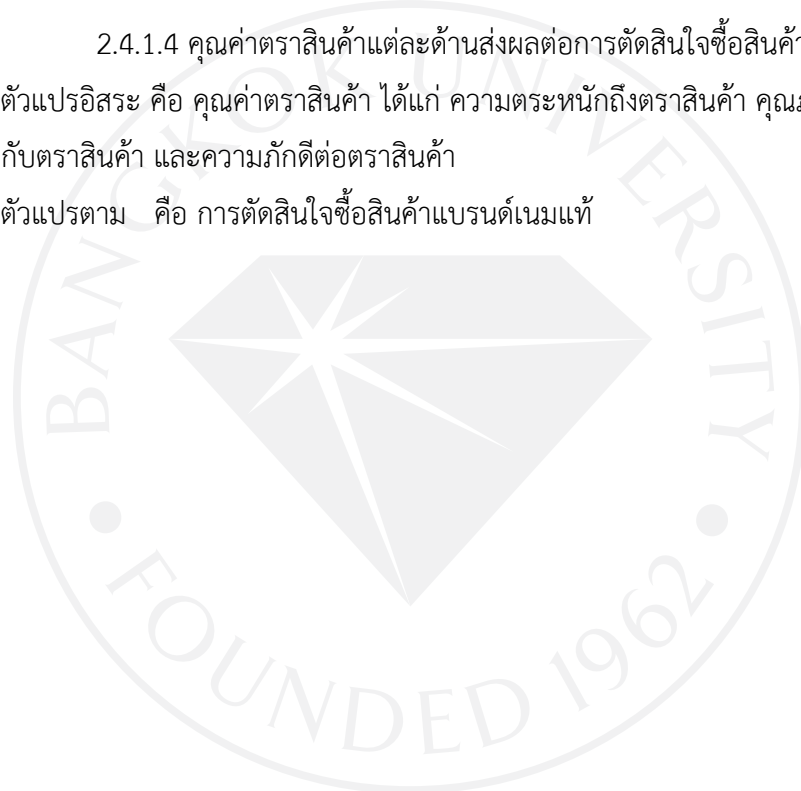 2.4.1.4 คุณค่าตราสินค้าแต่ละด้านส่งผลต่อการตัดสินใจซื้อสินค้า
ตัวแปรอิสระ คือ คุณค่าตราสินค้า ได้แก่ ความตระหนักถึงตราสินค้า
กับตราสินค้า และความภักดีต่อตราสินค้า
ตัวแปรตาม คือ การตัดสินใจซื้อสินค้าแบรนด์เนมแท้
BANGKOK UNIVERSITY
FOUNDED 1962